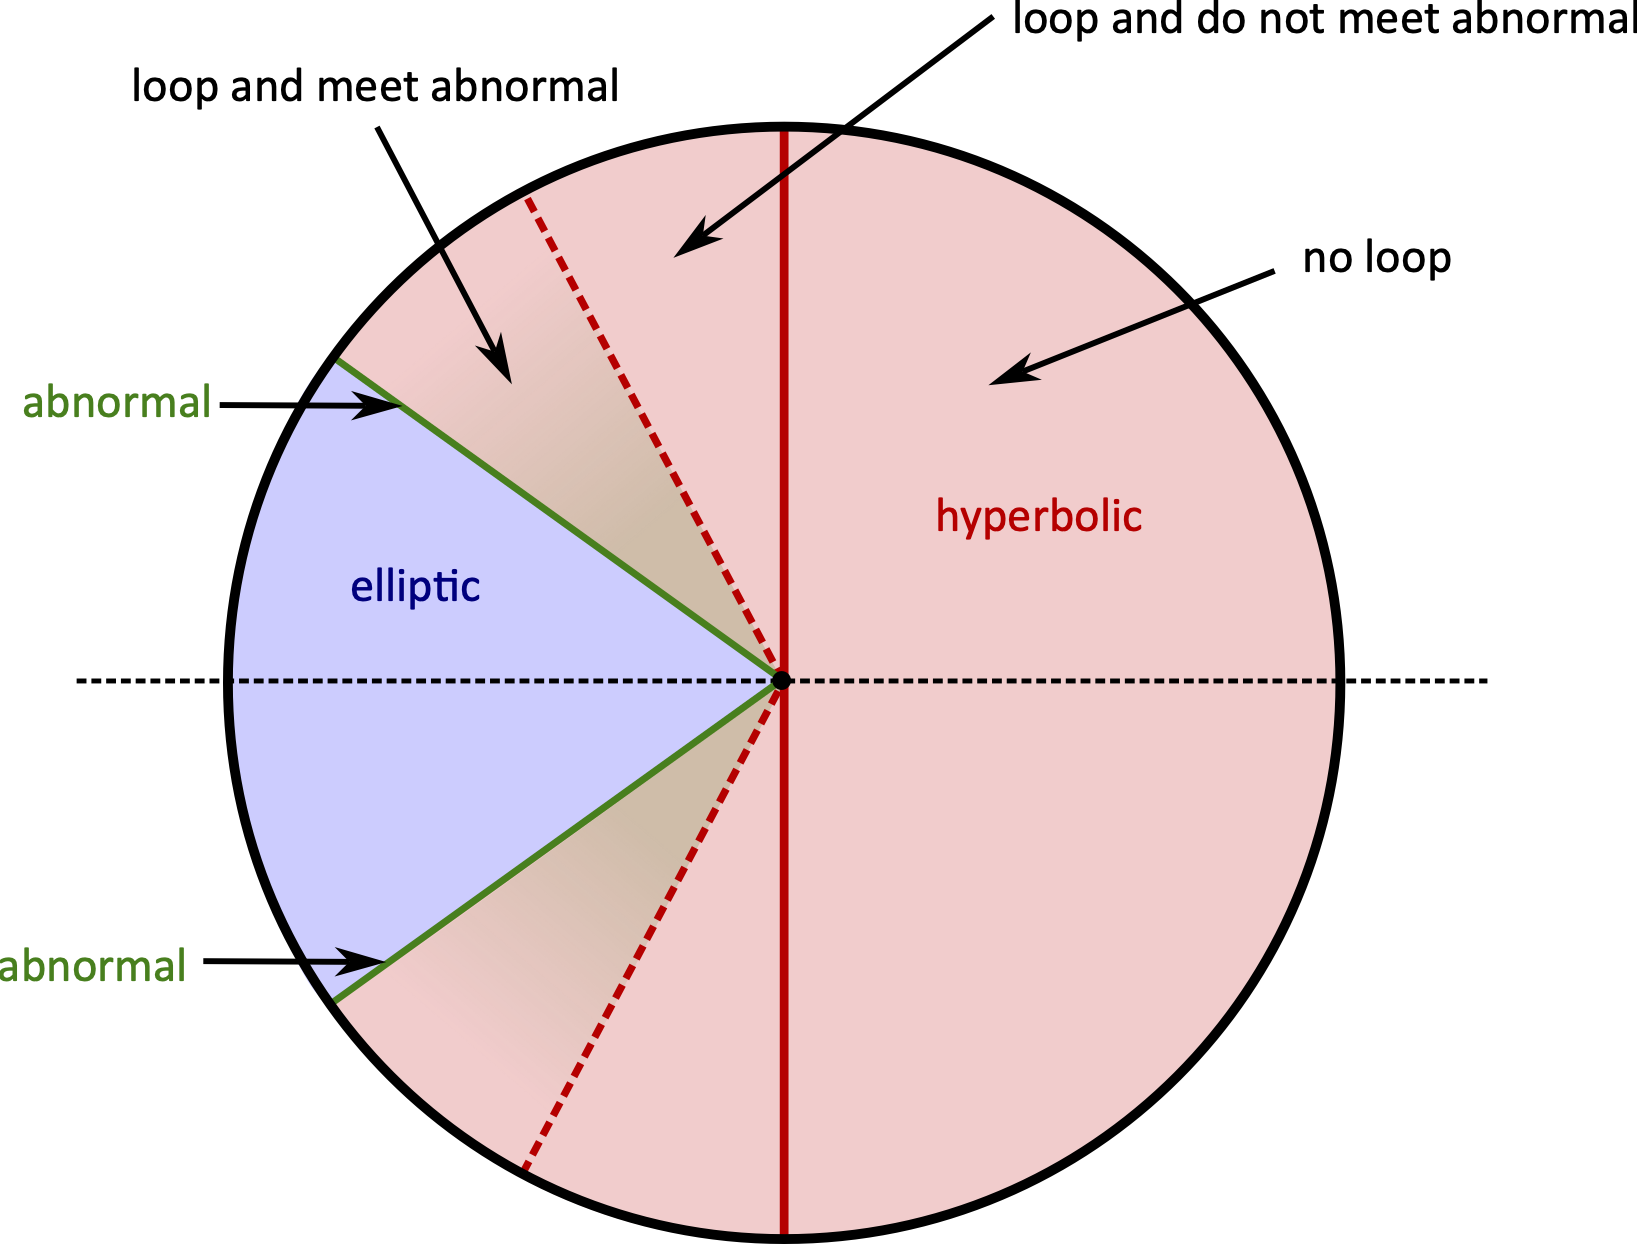 loop and do not meet abnormal
loop and meet abnormal
no loop
abnormal
hyperbolic
elliptic
abnormal